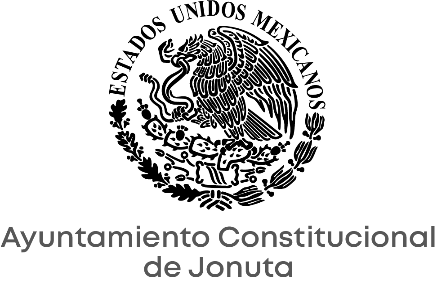 ESTADOS UNIDOS MEXICANOS
Ayuntamiento Constitucional
de Jonuta